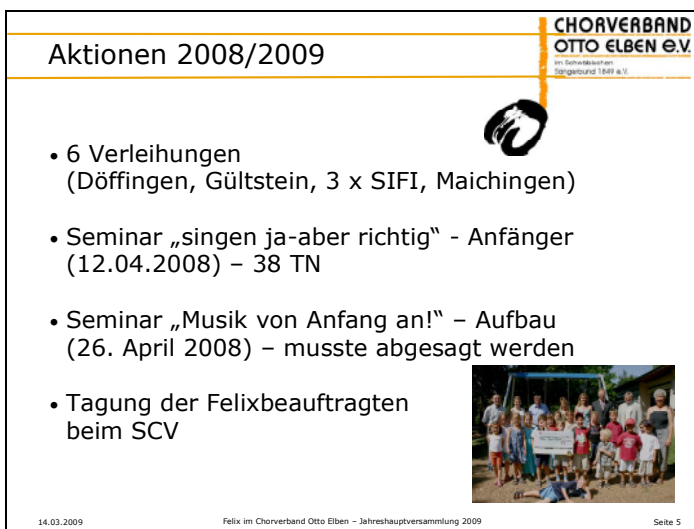 CHORVERBAND
OTTO ELBEN e.V.
im Schwäbischen
Sängerbund 1849 e.V.
Aktionen 2008/2009
• 6 Verleihungen
(Döffingen, Gültstein, 3 x SIFI, Maichingen)
• Seminar „singen ja-aber richtig“ - Anfänger
(12.04.2008) – 38 TN
• Seminar „Musik von Anfang an!“ – Aufbau
(26. April 2008) – musste abgesagt werden
• Tagung der Felixbeauftragten
beim SCV
14.03.2009
Felix im Chorverband Otto Elben – Jahreshauptversammlung 2009
Seite 5